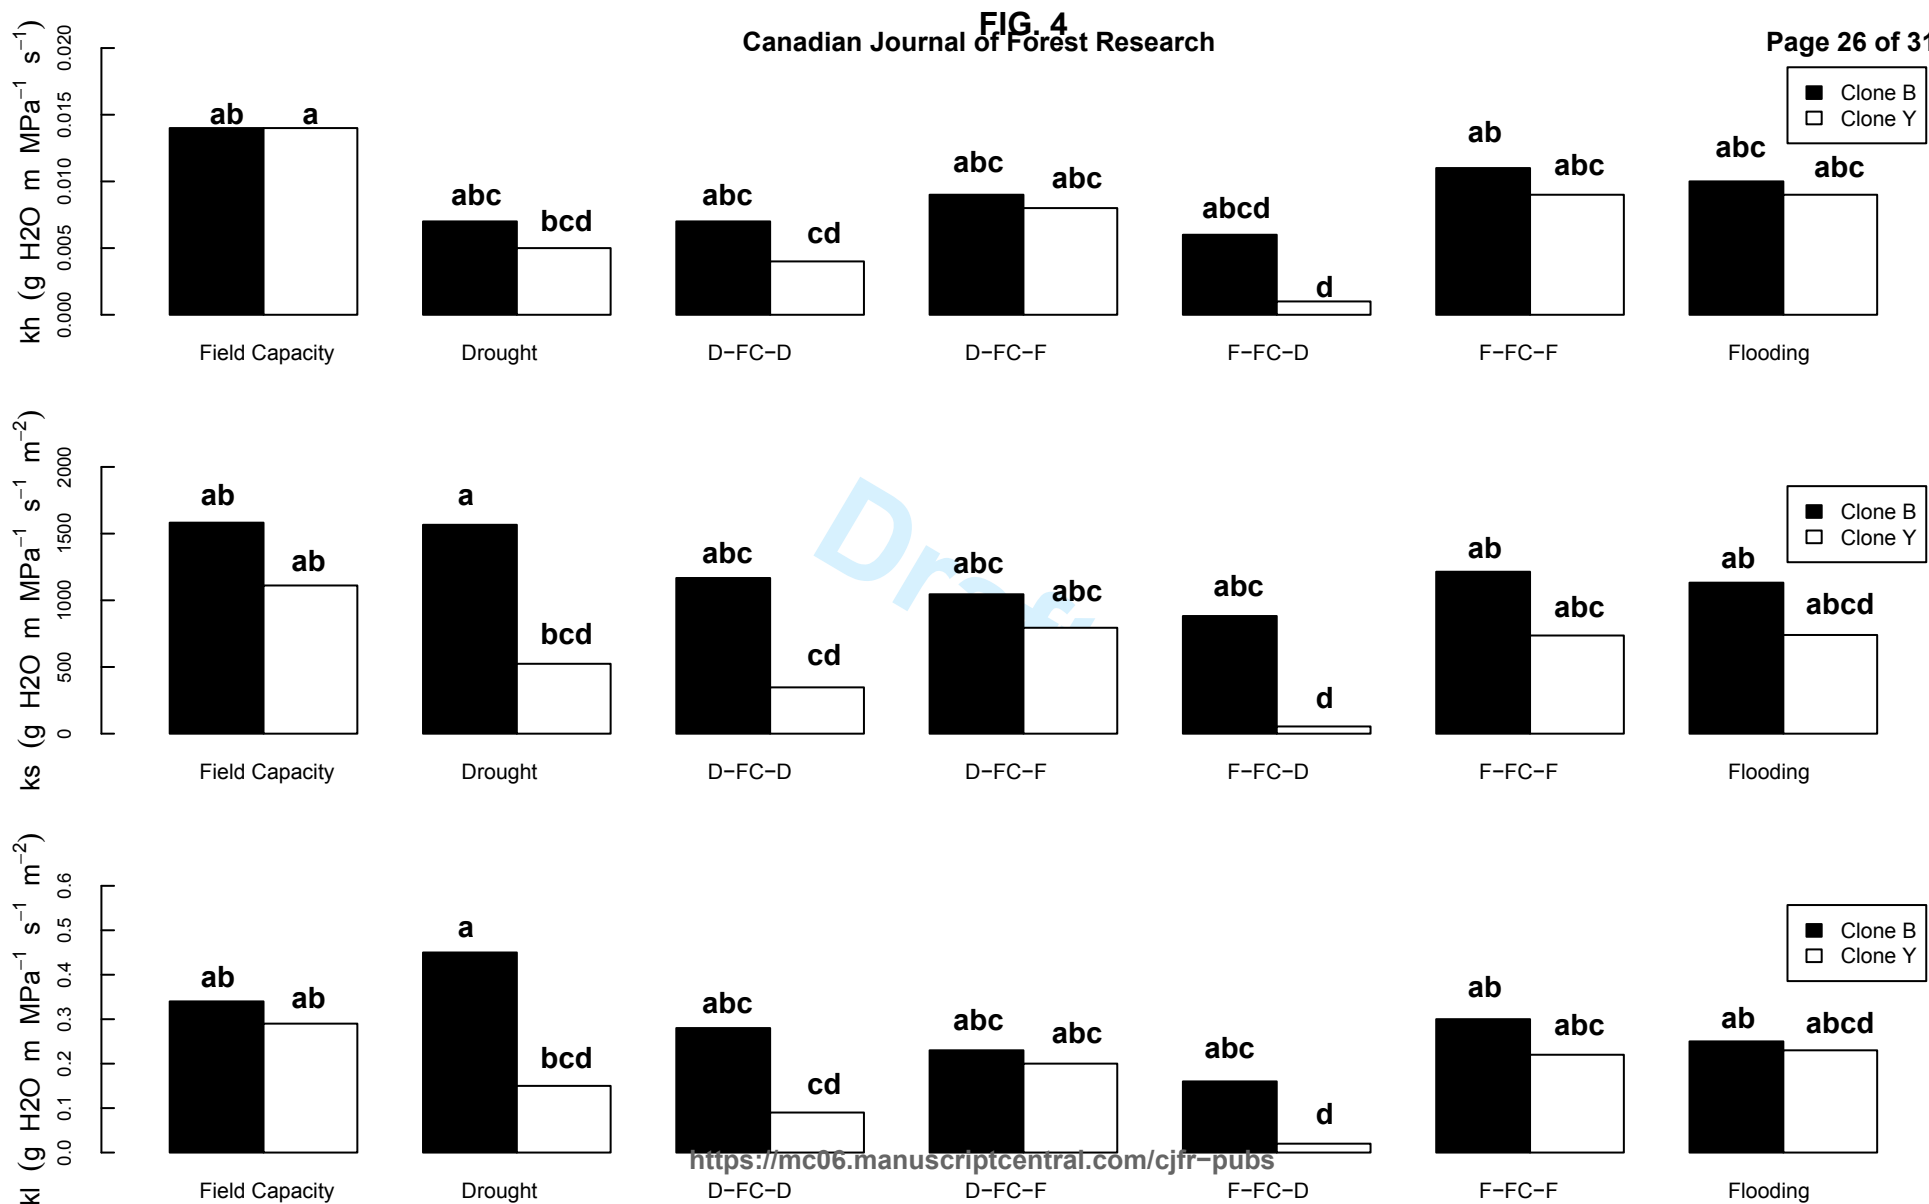 FIG. 4
Canadian Journal of Forest Research
Page 26 of 31
kh (g H2O m MPa−1 s−1)
0.000 0.005 0.010 0.015 0.020
Clone B
Clone Y
ab a abc bcd abc cd abc abc abcd d ab abc abc abc
Field Capacity Drought D−FC−D D−FC−F F−FC−D F−FC−F Flooding
ks (g H2O m MPa−1 s−1 m−2)
0 500 1000 1500 2000
Clone B
Clone Y
ab ab a bcd abc cd abc abc abc d ab abc ab abcd
Field Capacity Drought D−FC−D D−FC−F F−FC−D F−FC−F Flooding
Draft
kl (g H2O m MPa−1 s−1 m−2)
0.0 0.1 0.2 0.3 0.4 0.5 0.6
Clone B
Clone Y
ab ab a bcd abc cd abc abc abc d ab abc ab abcd
https://mc06.manuscriptcentral.com/cjfr−pubs
Field Capacity Drought D−FC−D D−FC−F F−FC−D F−FC−F Flooding